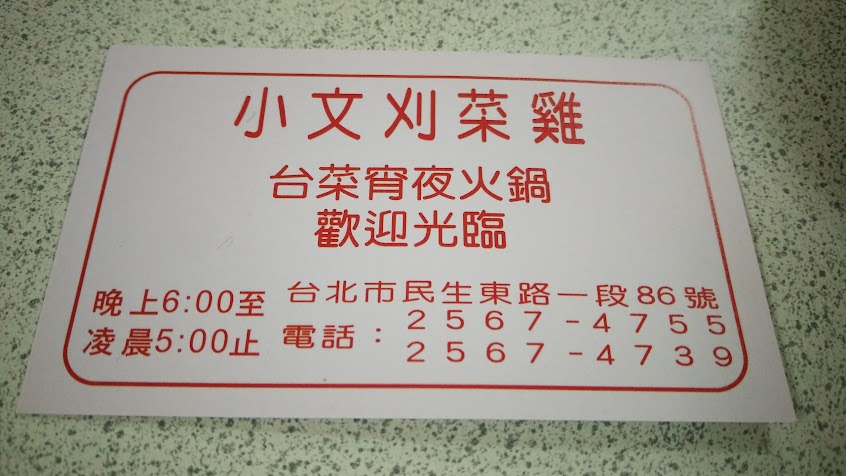 小文刈菜雞
台菜宵夜火鍋
歡迎光臨
晚上6:00至
凌晨5:00止
台北市民生東路一段86號
電話：2567-4755
2567-4739